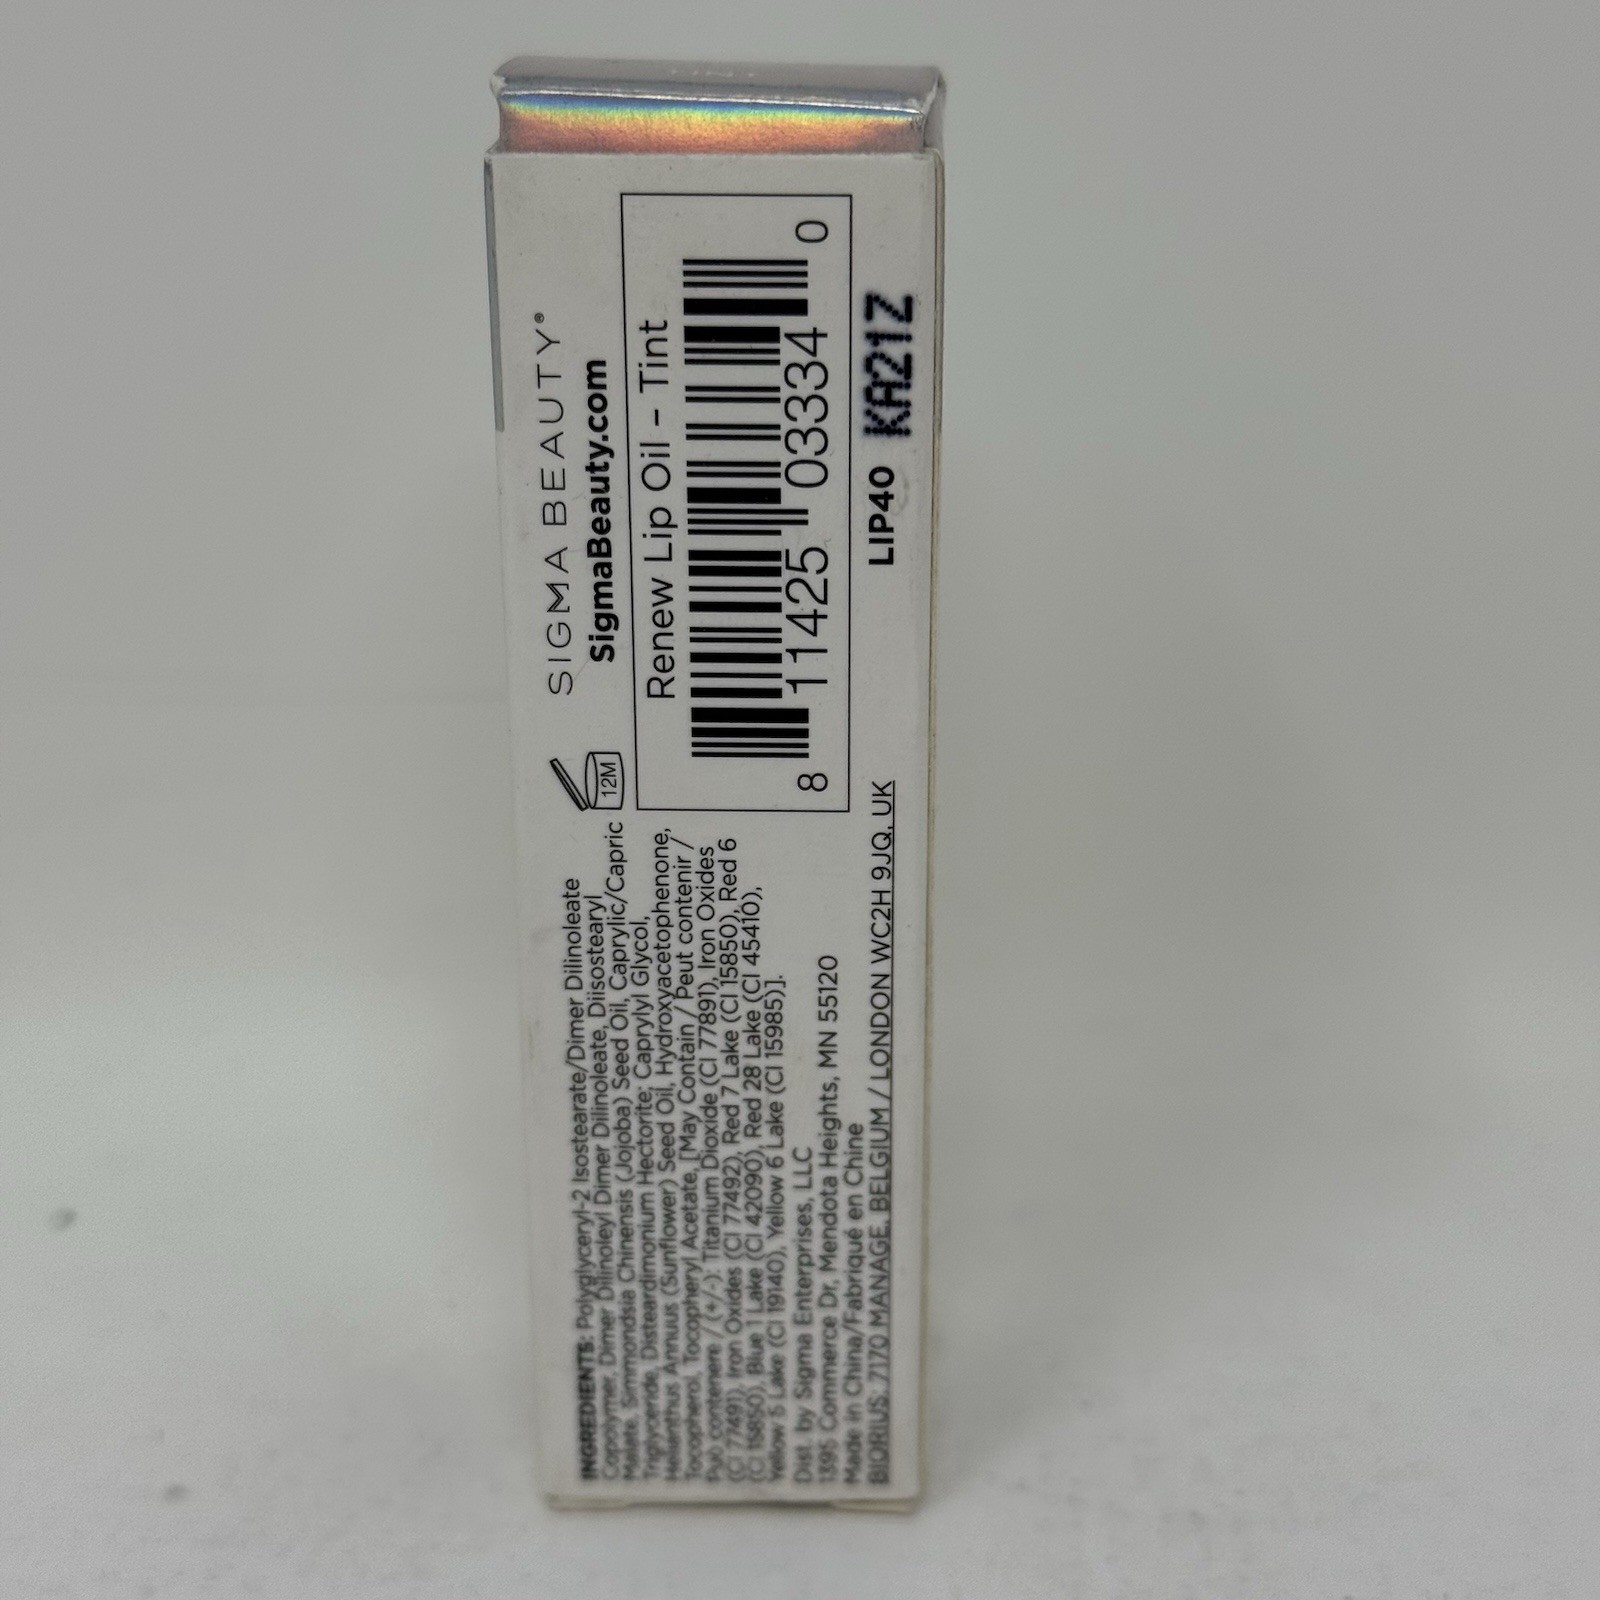 TINT
SIGMA BEAUTY®
SigmaBeauty.com
12M
Renew Lip Oil - Tint
8 11425 03334 0
LIP40 KA21Z
INGREDIENTS: Polyglyceryl-2 Isostearate/Dimer Dilinoleate
Copolymer, Dimer Dilinoleyl Dimer Dilinoleate, Diisostearyl
Malate, Simmondsia Chinensis (Jojoba) Seed Oil, Caprylic/Capric
Triglyceride, Disteardimonium Hectorite, Caprylyl Glycol,
Helianthus Annuus (Sunflower) Seed Oil, Hydroxyacetophenone,
Tocopherol, Tocopheryl Acetate, [May Contain / Peut contenir /
Può contenere / (+/-): Titanium Dioxide (CI 77891), Iron Oxides
(CI 77491), Iron Oxides (CI 77492), Red 7 Lake (CI 15850), Red 6
(CI 15850), Blue 1 Lake (CI 42090), Red 28 Lake (CI 45410),
Yellow 5 Lake (CI 19140), Yellow 6 Lake (CI 15985)].
Dist. by Sigma Enterprises, LLC
1395 Commerce Dr, Mendota Heights, MN 55120
Made in China/Fabriqué en Chine
BIORIUS: 7170 MANAGE, BELGIUM / LONDON WC2H 9JQ, UK